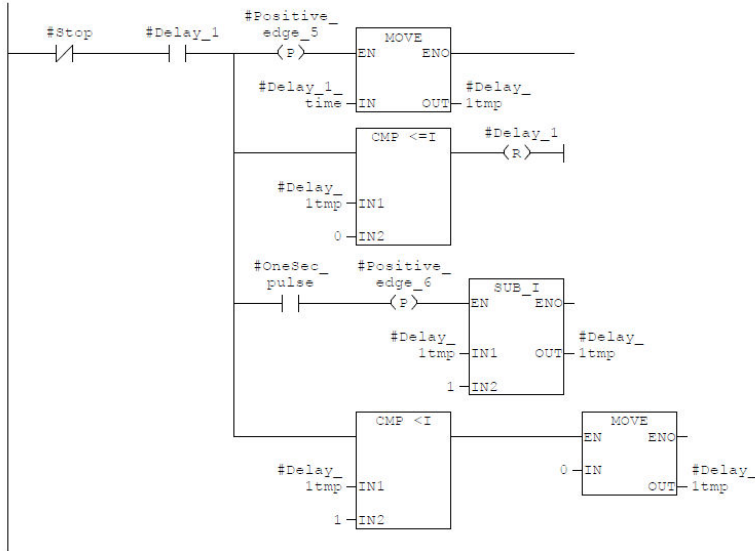 #Positive_
#Stop #Delay_1 edge_5 MOVE
(P) EN ENO
#Delay_1_ #Delay_
time IN OUT 1tmp
CMP <=I #Delay_1
(R)
#Delay_
1tmp IN1
0 IN2
#OneSec_ #Positive_
pulse edge_6 SUB_I
(P) EN ENO
#Delay_ #Delay_
1tmp IN1 OUT 1tmp
1 IN2
CMP <I MOVE
EN ENO
#Delay_ 0 IN #Delay_
1tmp IN1 OUT 1tmp
1 IN2